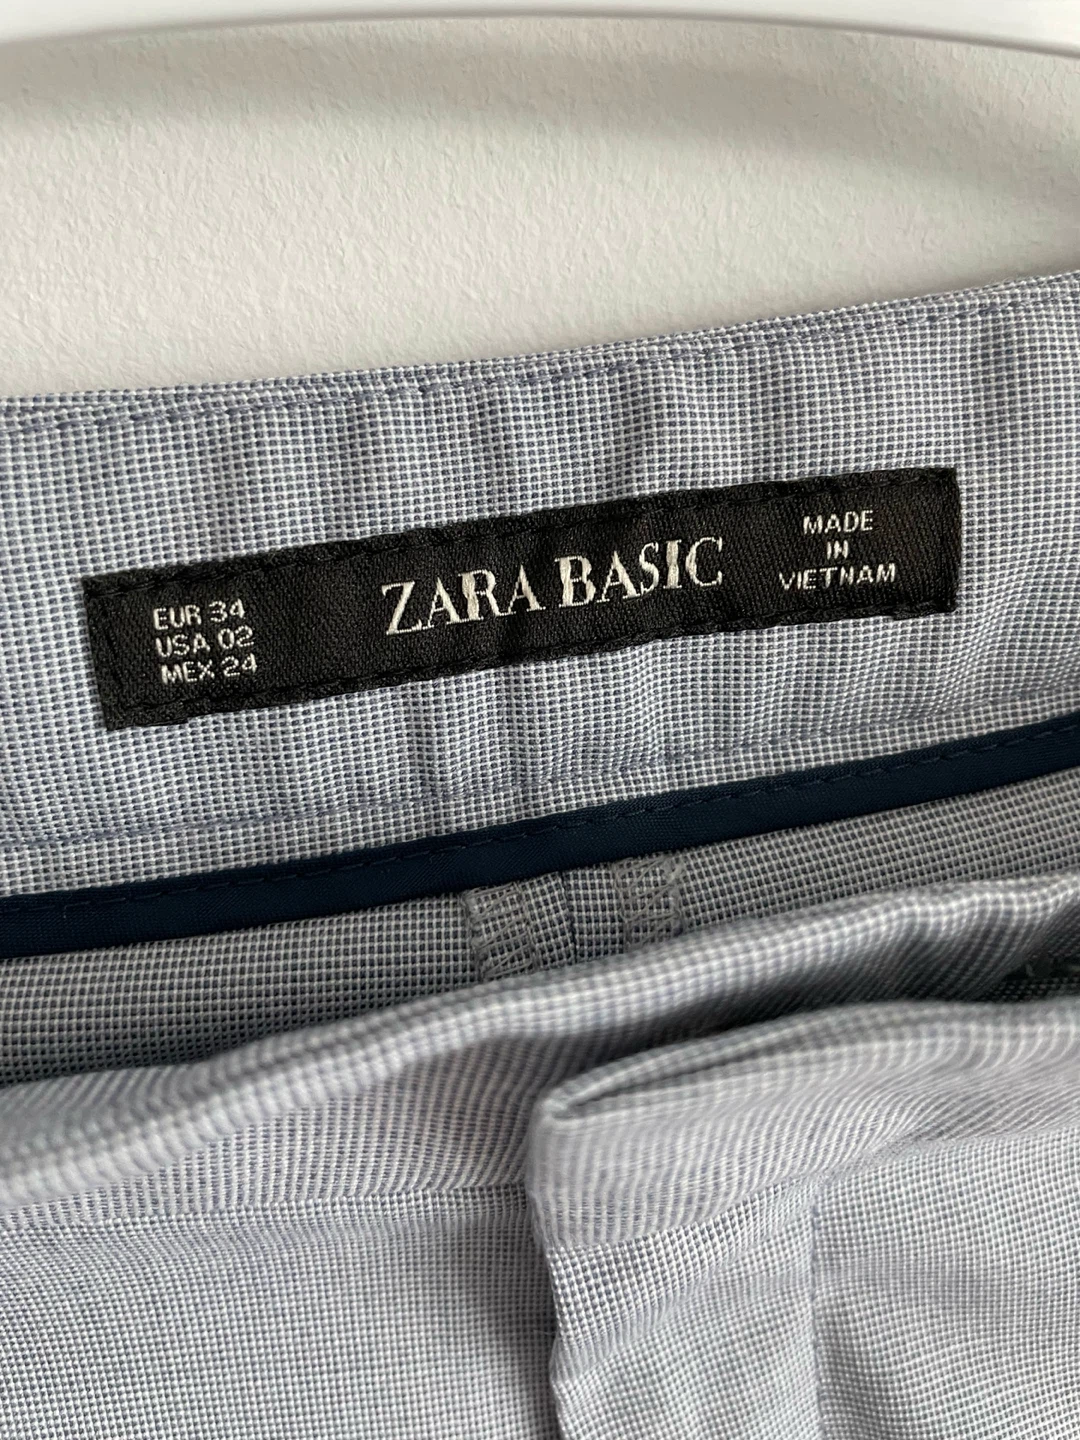 EUR 34
USA 02
MEX 24
ZARA BASIC
MADE
IN
VIETNAM